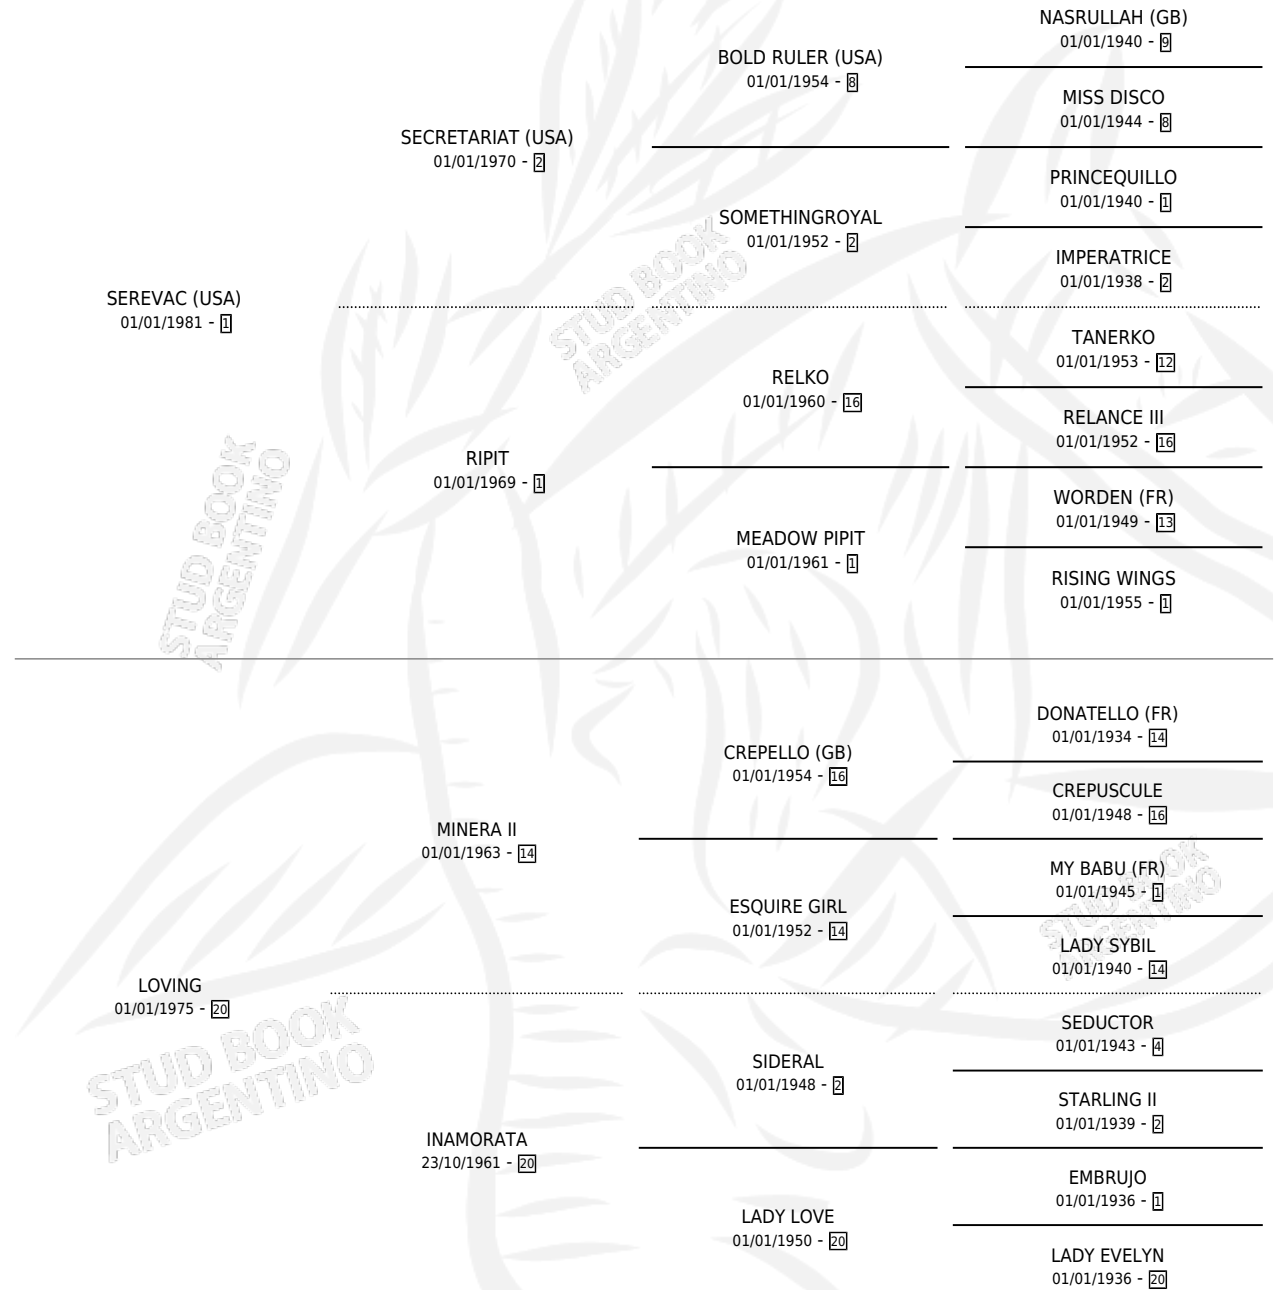 NASRULLAH (GB)
01/01/1940 - 9
BOLD RULER (USA)
01/01/1954 - 8
MISS DISCO
01/01/1944 - 8
SECRETARIAT (USA)
01/01/1970 - 2
PRINCEQUILLO
01/01/1940 - 1
SOMETHINGROYAL
01/01/1952 - 2
IMPERATRICE
01/01/1938 - 2
SEREVAC (USA)
01/01/1981 - 1
TANERKO
01/01/1953 - 12
RELKO
01/01/1960 - 16
RELANCE III
01/01/1952 - 16
RIPIT
01/01/1969 - 1
WORDEN (FR)
01/01/1949 - 13
MEADOW PIPIT
01/01/1961 - 1
RISING WINGS
01/01/1955 - 1
DONATELLO (FR)
01/01/1934 - 14
CREPELLO (GB)
01/01/1954 - 16
CREPUSCULE
01/01/1948 - 16
MINERA II
01/01/1963 - 14
MY BABU (FR)
01/01/1945 - 1
ESQUIRE GIRL
01/01/1952 - 14
LADY SYBIL
01/01/1940 - 14
LOVING
01/01/1975 - 20
SEDUCTOR
01/01/1943 - 4
SIDERAL
01/01/1948 - 2
STARLING II
01/01/1939 - 2
INAMORATA
23/10/1961 - 20
EMBRUJO
01/01/1936 - 1
LADY LOVE
01/01/1950 - 20
LADY EVELYN
01/01/1936 - 20
STUD BOOK
ARGENTINO
STUD BOOK
ARGENTINO
STUD BOOK
ARGENTINO
STUD BOOK
ARGENTINO